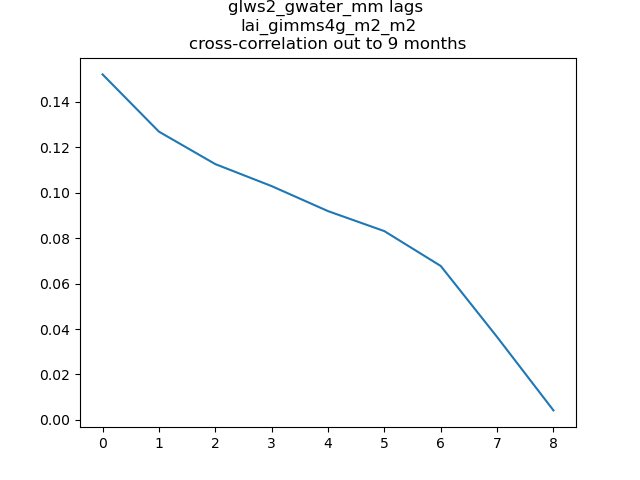 glws2_gwater_mm lags
lai_gimms4g_m2_m2
cross-correlation out to 9 months
0.14
0.12
0.10
0.08
0.06
0.04
0.02
0.00
0 1 2 3 4 5 6 7 8